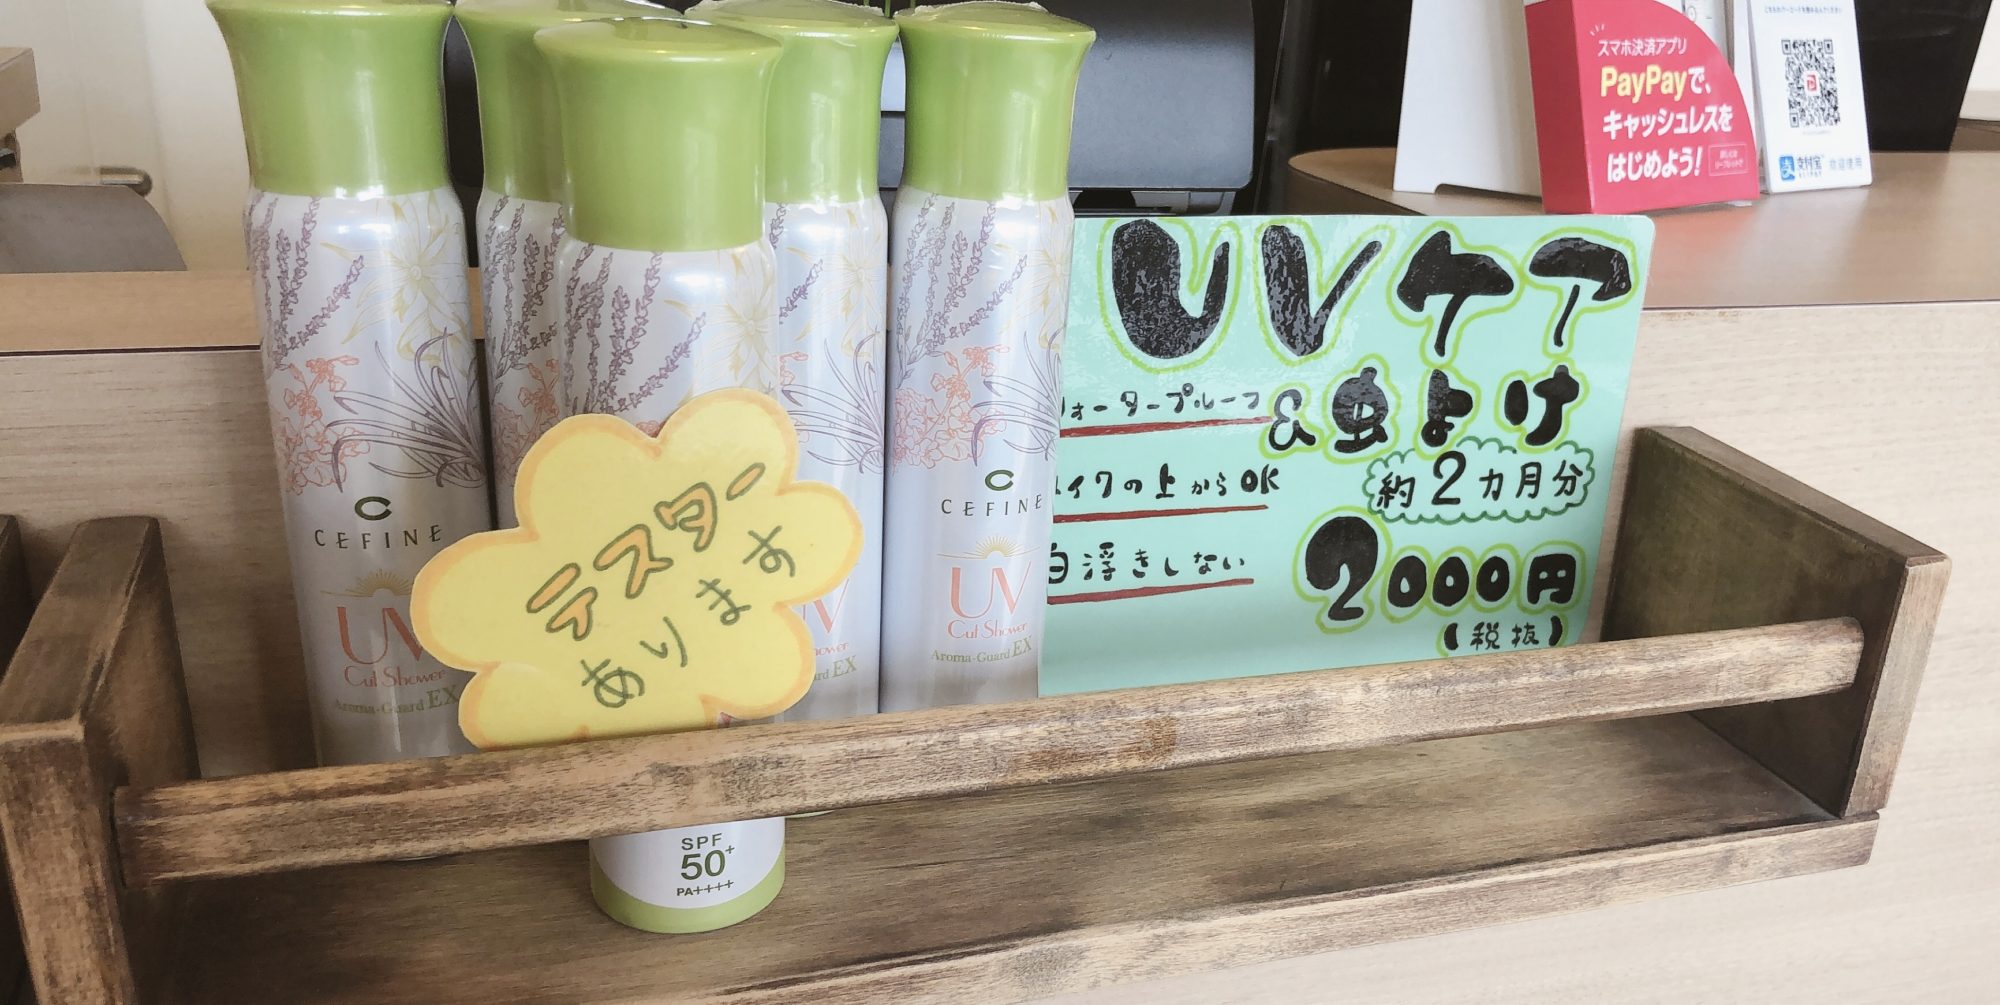 スマホ決済アプリ
PayPayで、
キャッシュレスを
はじめよう!
支付宝
UVケア
&虫よけ
ォータープルーフ
イクの上からOK
白浮きしない
約2カ月分
2000円
(税抜)
テスター
あります
CEFINE
UV
Cut Shower
Aroma-Guard EX
CEFINE
UV
Cut Shower
Aroma-Guard EX
SPF
50+
PA++++